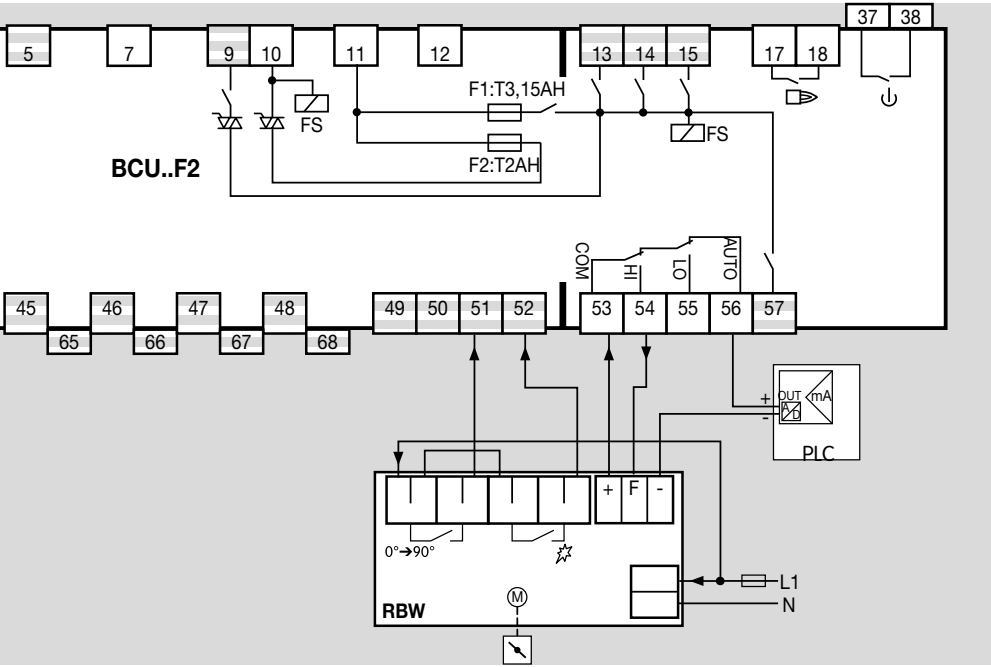 37 38
5 7 9 10 11 12 13 14 15 17 18
F1:T3,15AH
FS
FS
BCU..F2
F2:T2AH
COM HI LO AUTO
45 46 47 48 49 50 51 52 53 54 55 56 57
65 66 67 68
+ OUT mA
- A/D
PLC
+ F -
0°➔90°
L1
RBW M N